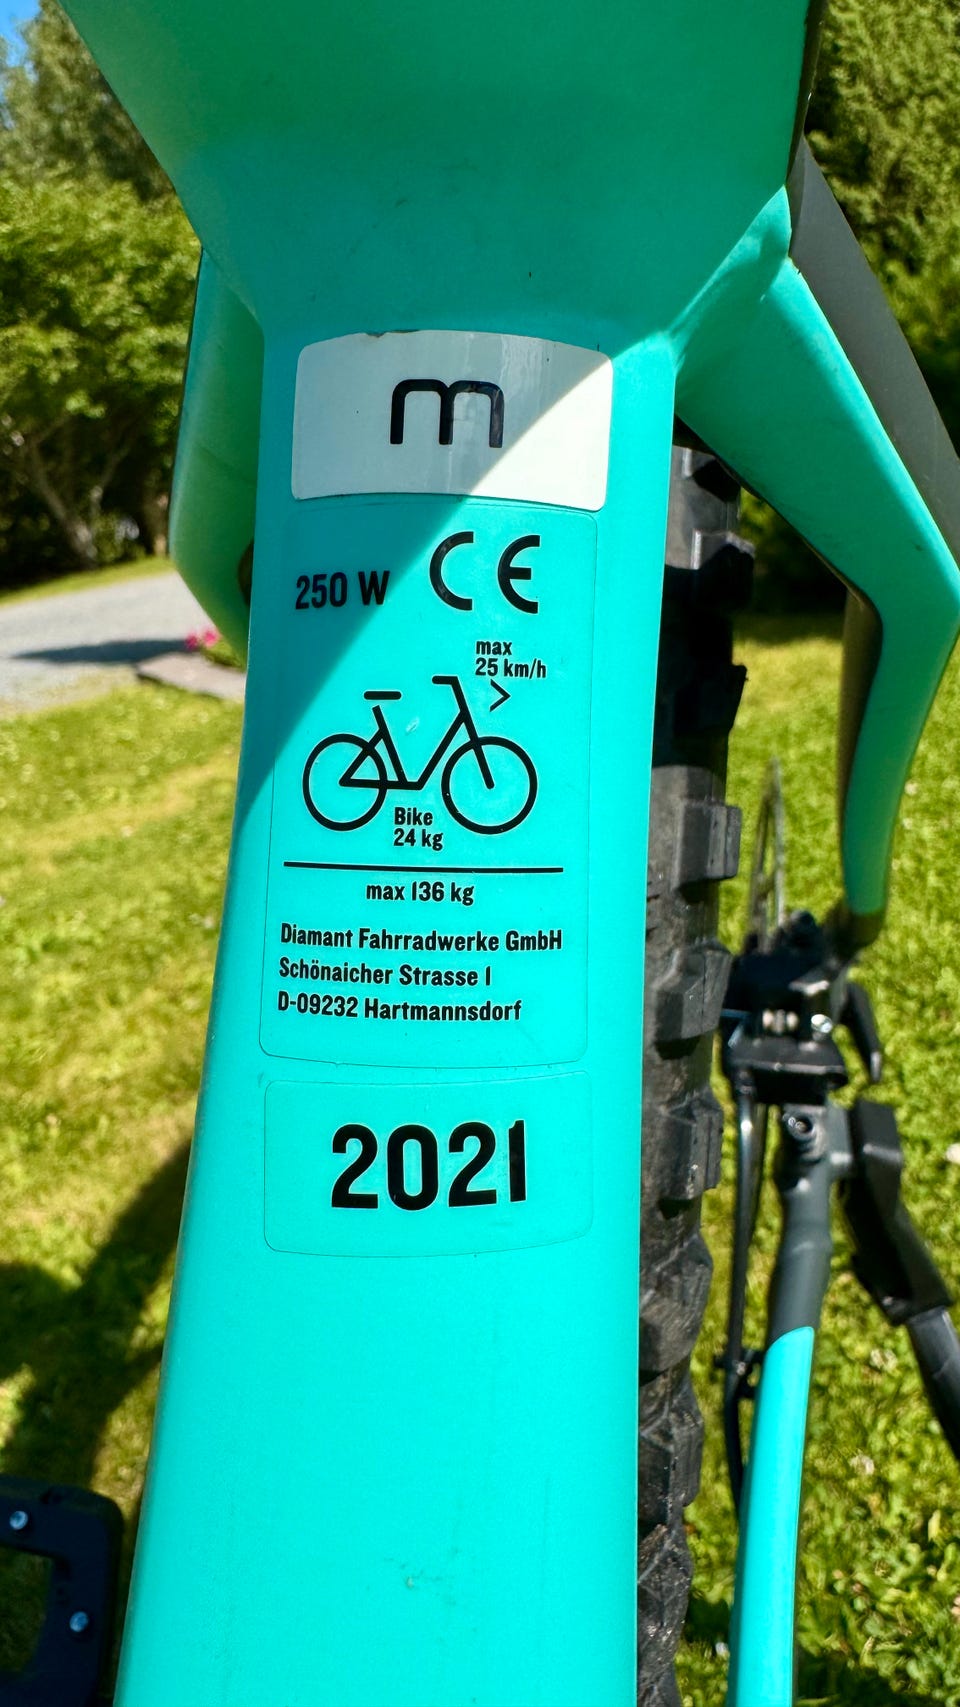 m
250 W CE
max
25 km/h
Bike
24 kg
max 136 kg
Diamant Fahrradwerke GmbH
Schönaicher Strasse 1
D-09232 Hartmannsdorf
2021